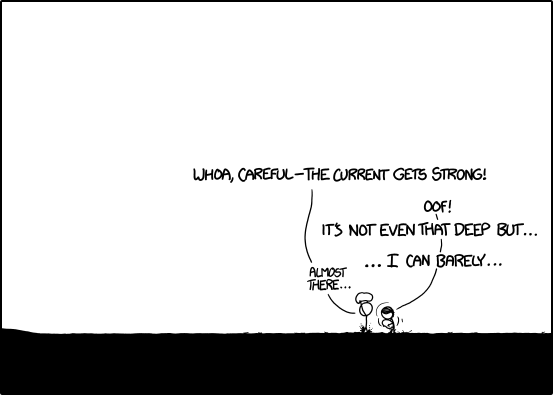 WHOA, CAREFUL–THE CURRENT GETS STRONG!
OOF!
IT'S NOT EVEN THAT DEEP BUT...
...I CAN BARELY...
ALMOST
THERE...